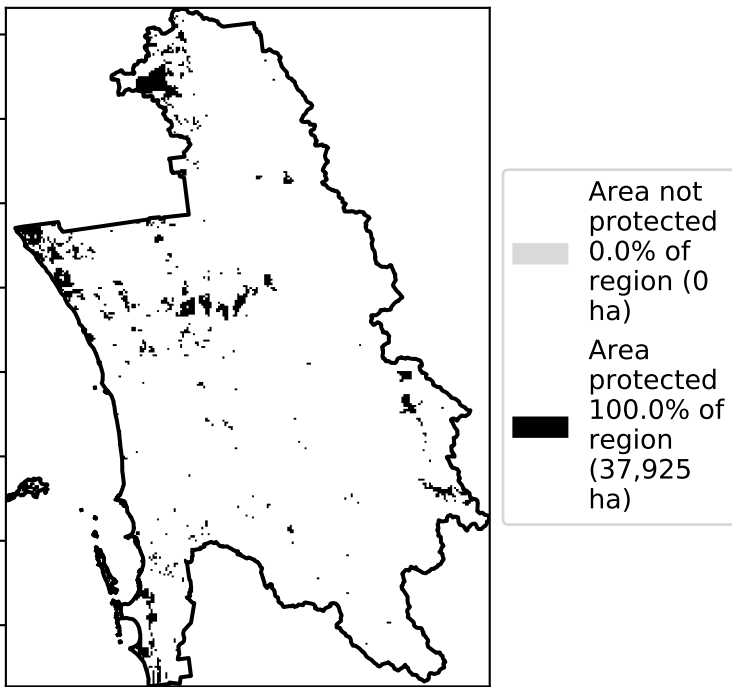 Area not
protected
0.0% of
region (0
ha)
Area
protected
100.0% of
region
(37,925
ha)